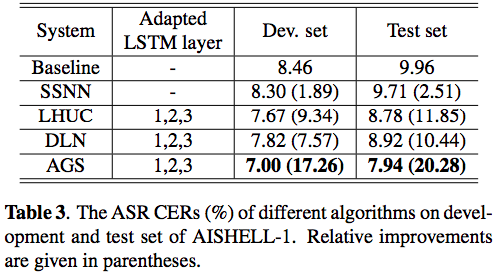 System Adapted LSTM layer Dev. set Test set
Baseline - 8.46 9.96
SSNN - 8.30 (1.89) 9.71 (2.51)
LHUC 1,2,3 7.67 (9.34) 8.78 (11.85)
DLN 1,2,3 7.82 (7.57) 8.92 (10.44)
AGS 1,2,3 7.00 (17.26) 7.94 (20.28)
Table 3. The ASR CERs (%) of different algorithms on devel-
opment and test set of AISHELL-1. Relative improvements
are given in parentheses.